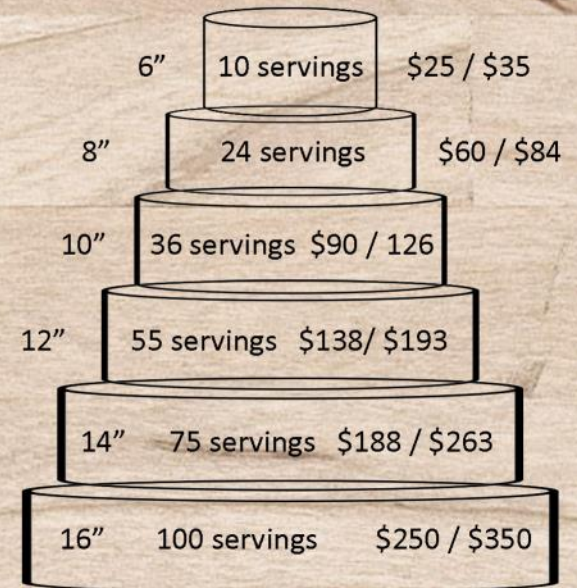 6” 10 servings $25 / $35
8” 24 servings $60 / $84
10” 36 servings $90 / 126
12” 55 servings $138/ $193
14” 75 servings $188 / $263
16” 100 servings $250 / $350